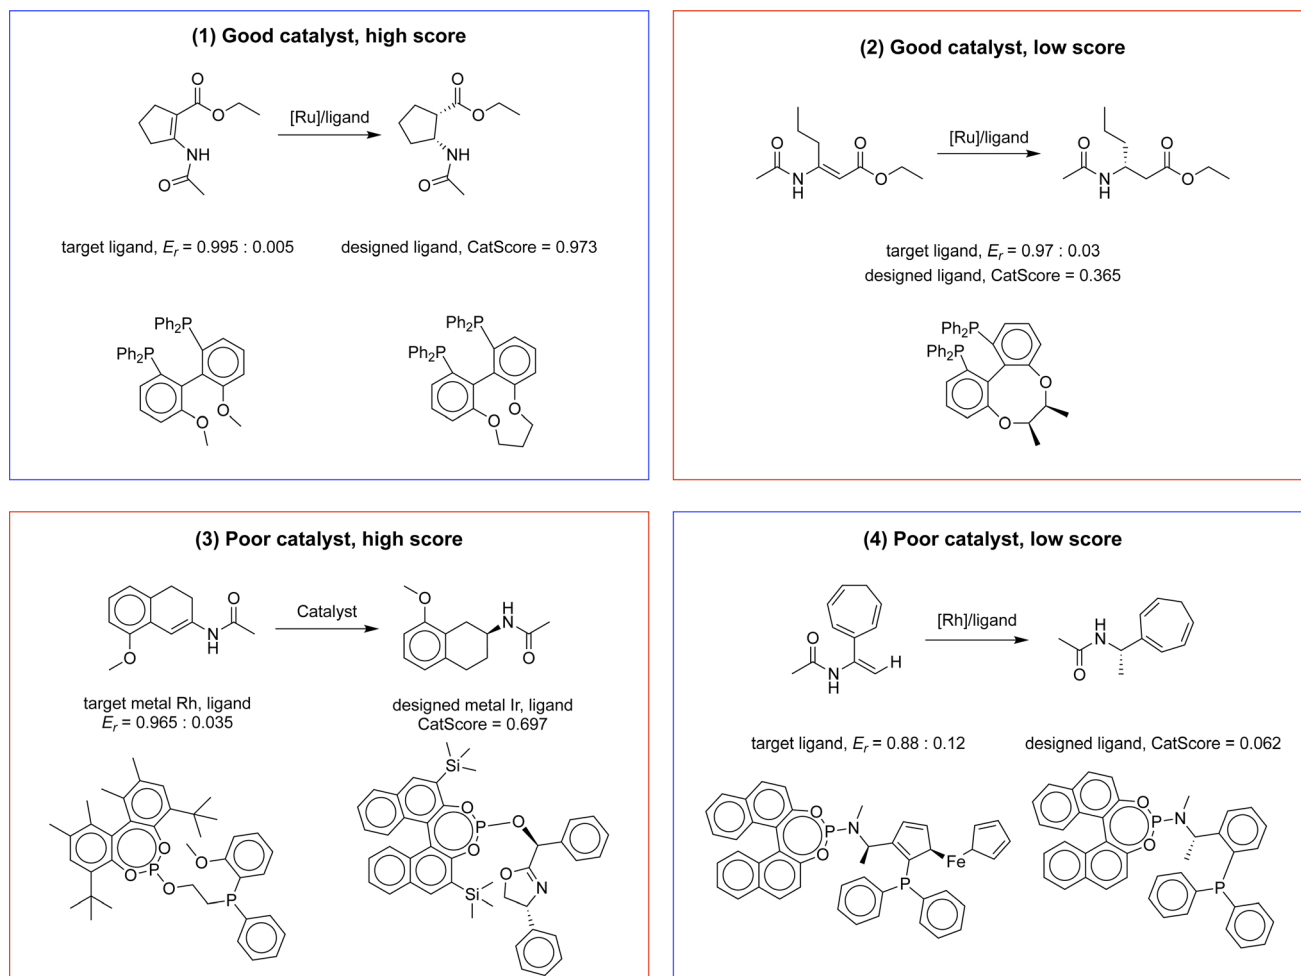 (1) Good catalyst, high score
O
O
[Ru]/ligand
NH
O
O
O
NH
O
target ligand, Er = 0.995 : 0.005
designed ligand, CatScore = 0.973
Ph2P
Ph2P
O
O
Ph2P
Ph2P
O
O
(2) Good catalyst, low score
O
N
H
O
O
[Ru]/ligand
O
N
H
O
O
target ligand, Er = 0.97 : 0.03
designed ligand, CatScore = 0.365
Ph2P
Ph2P
O
O
(3) Poor catalyst, high score
O
N
H
O
Catalyst
O
H
N
O
target metal Rh, ligand
Er = 0.965 : 0.035
designed metal Ir, ligand
CatScore = 0.697
O
O
P
O
O
P
Si
O
P
O
O
O
N
Si
(4) Poor catalyst, low score
O
N
H
H
[Rh]/ligand
H
N
O
target ligand, Er = 0.88 : 0.12
designed ligand, CatScore = 0.062
O
P
N
O
Fe
P
O
P
N
O
P